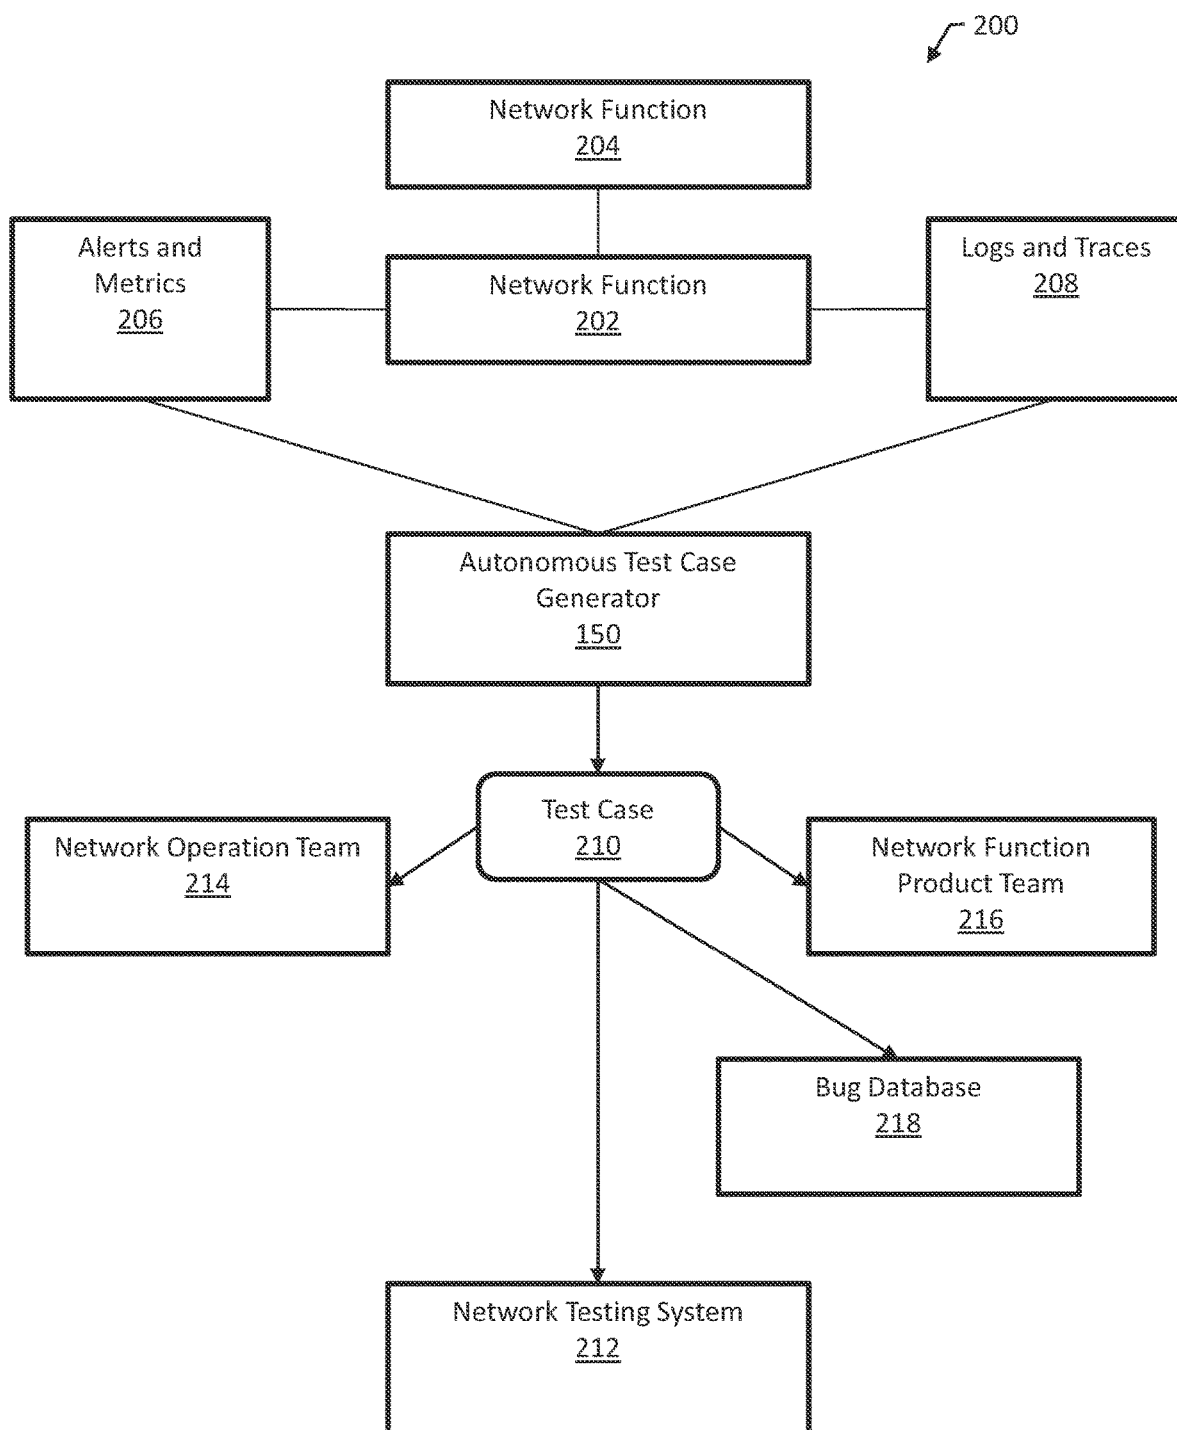 200
Network Function
204
Alerts and
Metrics
206
Network Function
202
Logs and Traces
208
Autonomous Test Case
Generator
150
Test Case
210
Network Operation Team
214
Network Function
Product Team
216
Bug Database
218
Network Testing System
212